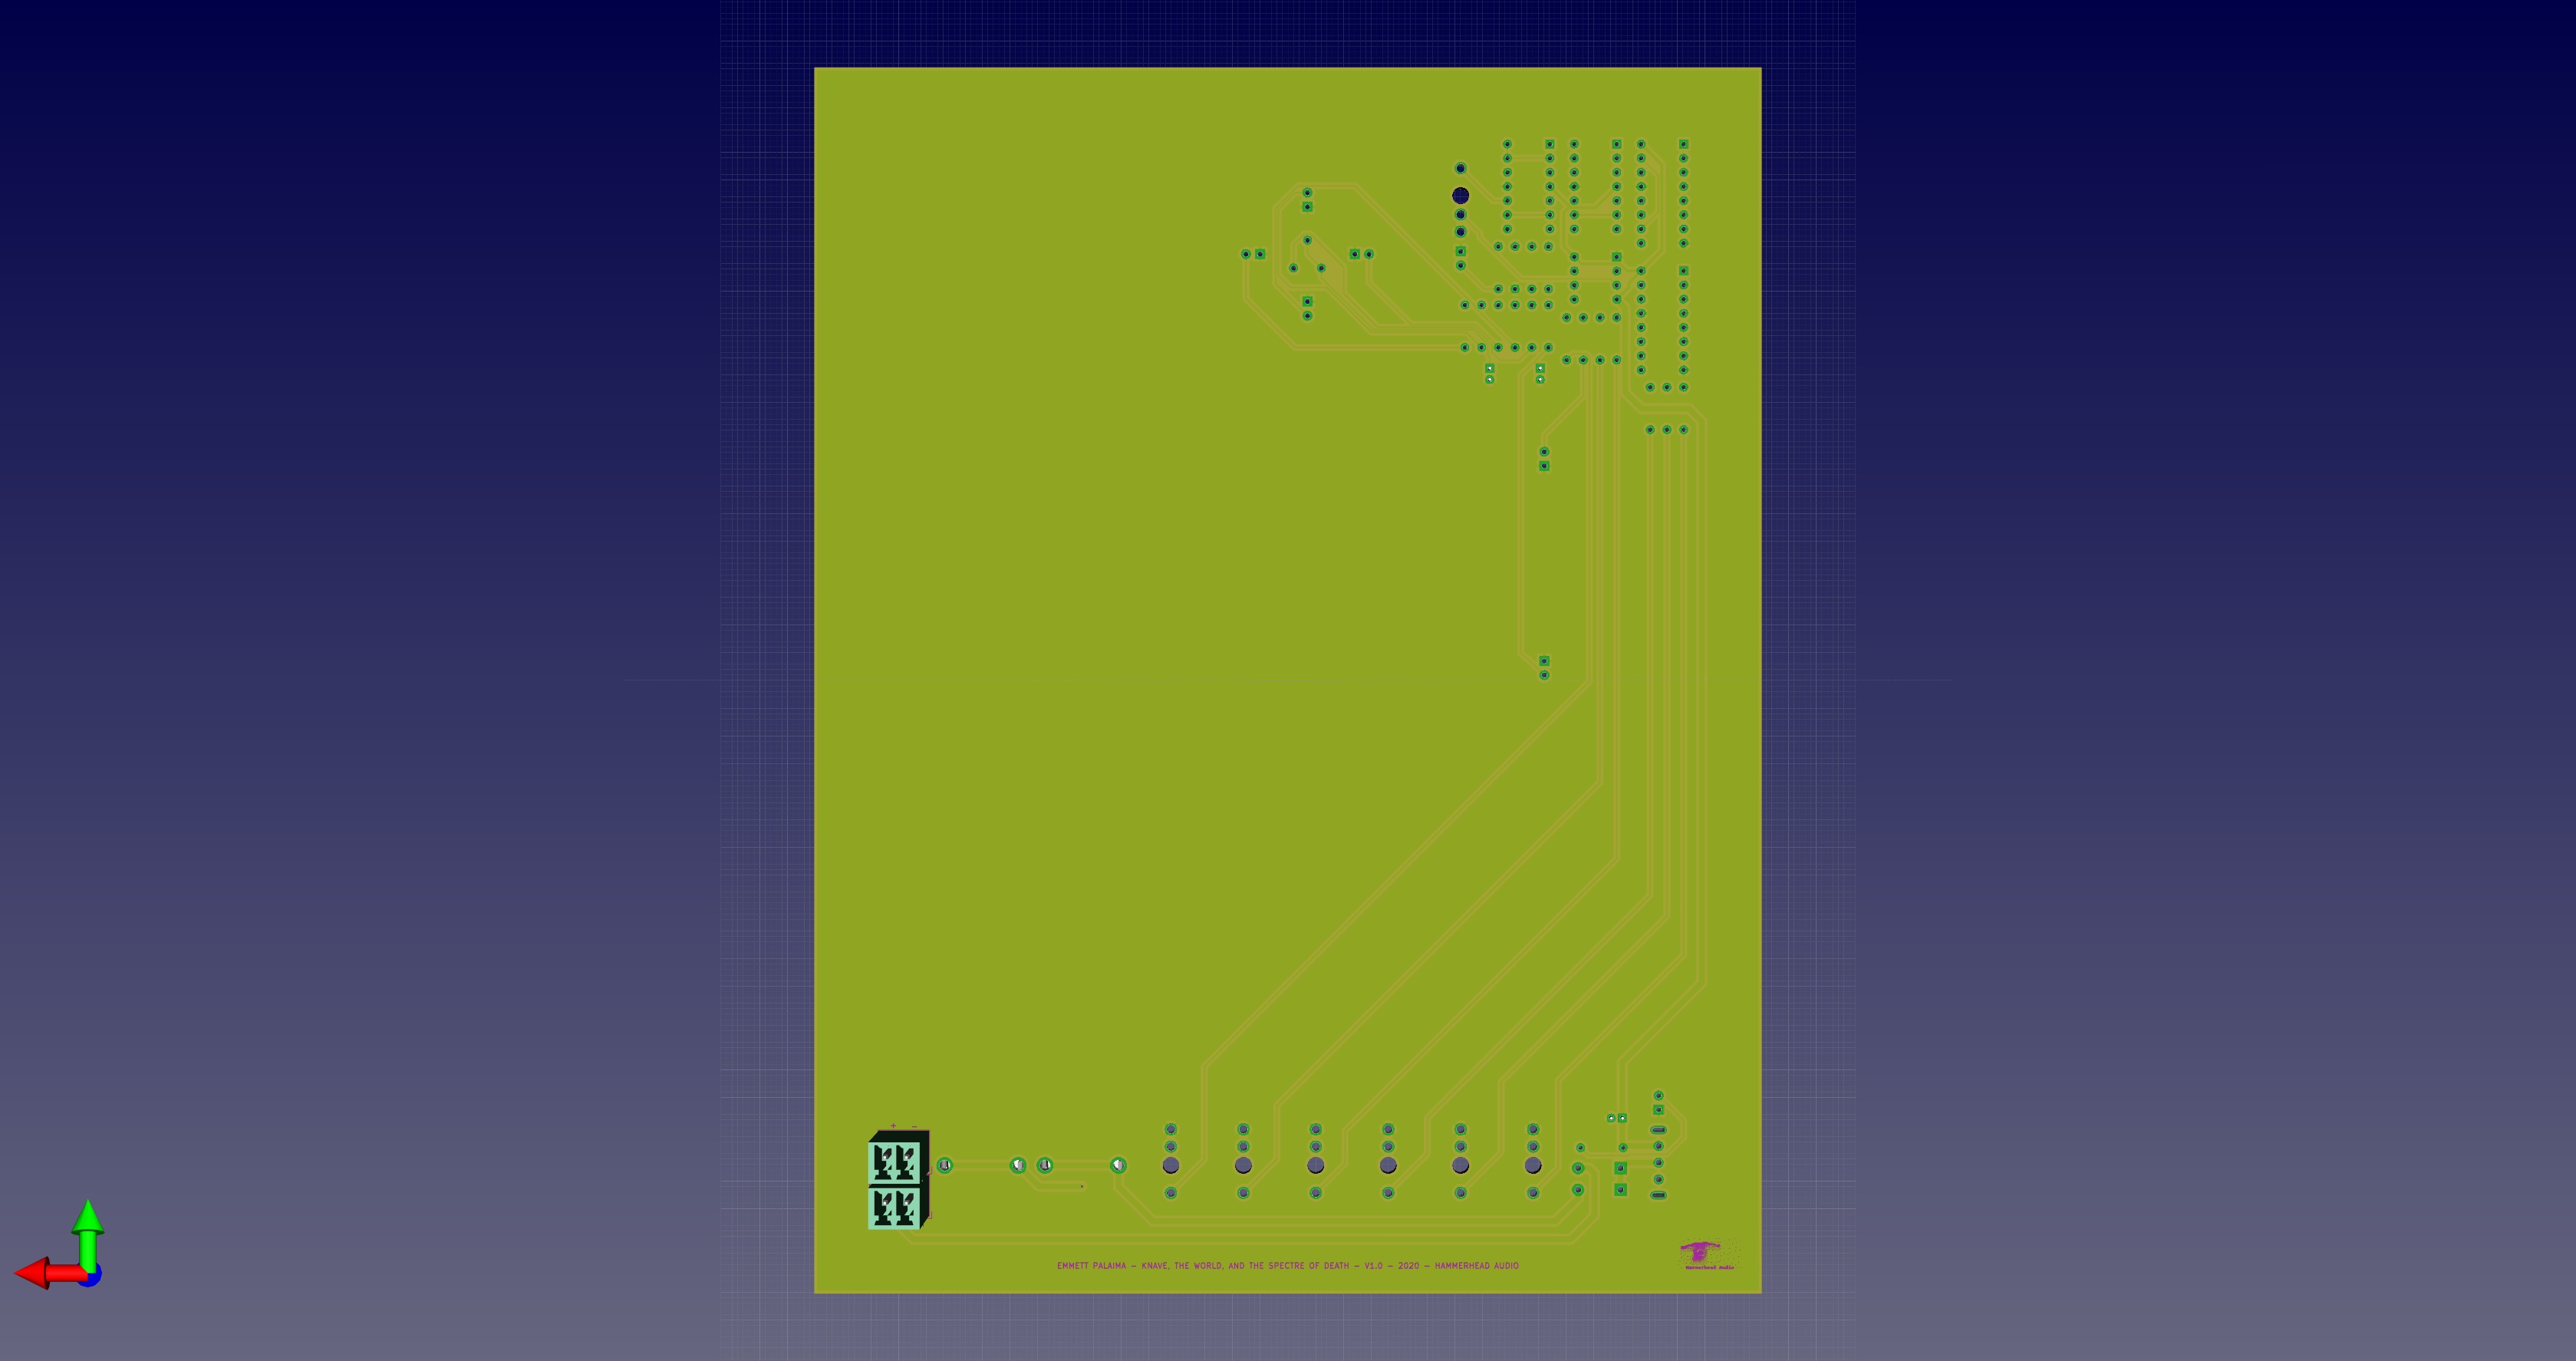 + −
EMMETT PALAIMA — KNAVE, THE WORLD, AND THE SPECTRE OF DEATH — V1.0 — 2020 — HAMMERHEAD AUDIO
Hammerhead Audio